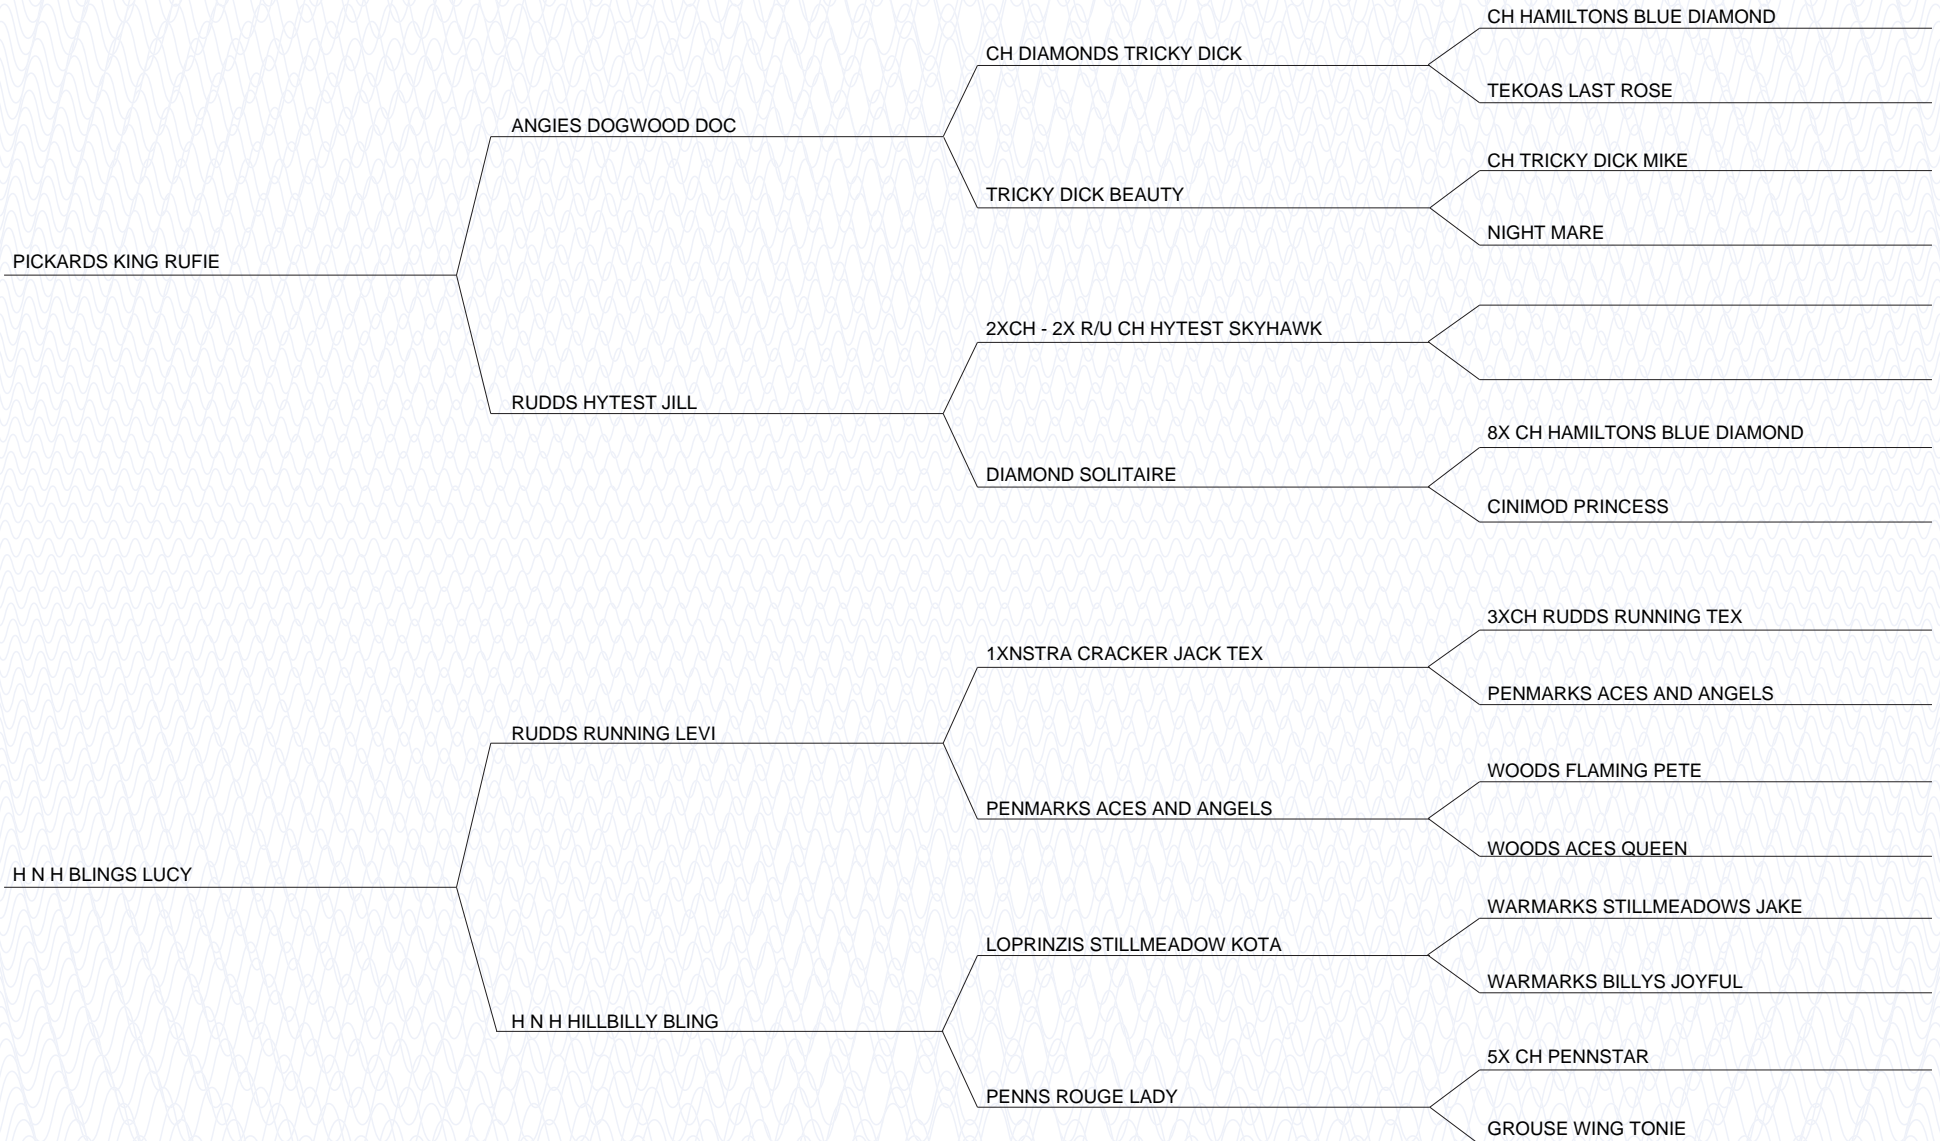 CH HAMILTONS BLUE DIAMOND
CH DIAMONDS TRICKY DICK
TEKOAS LAST ROSE
ANGIES DOGWOOD DOC
CH TRICKY DICK MIKE
TRICKY DICK BEAUTY
NIGHT MARE
PICKARDS KING RUFIE
2XCH - 2X R/U CH HYTEST SKYHAWK
RUDDS HYTEST JILL
8X CH HAMILTONS BLUE DIAMOND
DIAMOND SOLITAIRE
CINIMOD PRINCESS
3XCH RUDDS RUNNING TEX
1XNSTRA CRACKER JACK TEX
PENMARKS ACES AND ANGELS
RUDDS RUNNING LEVI
WOODS FLAMING PETE
PENMARKS ACES AND ANGELS
WOODS ACES QUEEN
H N H BLINGS LUCY
WARMARKS STILLMEADOWS JAKE
LOPRINZIS STILLMEADOW KOTA
WARMARKS BILLYS JOYFUL
H N H HILLBILLY BLING
5X CH PENNSTAR
PENNS ROUGE LADY
GROUSE WING TONIE